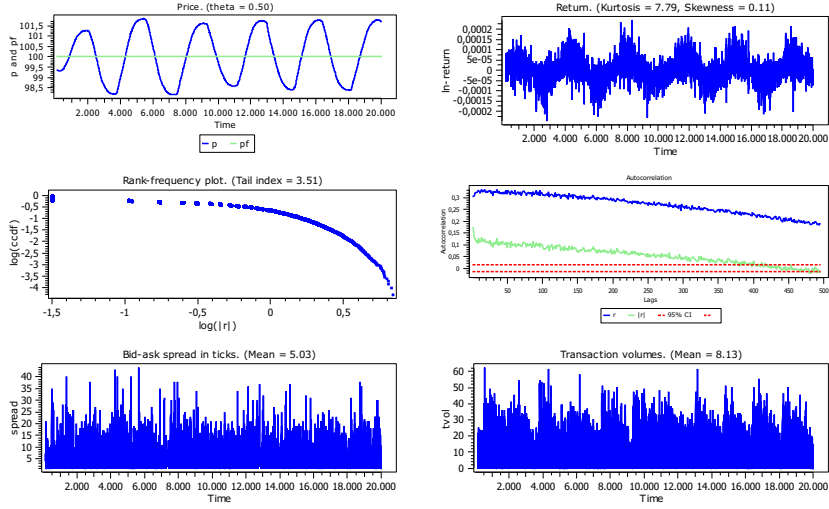 Price. (theta = 0.50)
p and pf
101,5
101
100,5
100
99,5
99
98,5
2.000 4.000 6.000 8.000 10.000 12.000 14.000 16.000 18.000 20.000
Time
p pf
Return. (Kurtosis = 7.79, Skewness = 0.11)
ln-return
0,0002
0,00015
0,0001
5e-05
0
-5e-05
-0,0001
-0,00015
-0,0002
2.000 4.000 6.000 8.000 10.000 12.000 14.000 16.000 18.000 20.000
Time
Rank-frequency plot. (Tail index = 3.51)
log(ccdf)
0
-0,5
-1
-1,5
-2
-2,5
-3
-3,5
-4
-1,5 -1 -0,5 0 0,5
log(|r|)
Autocorrelation
Autocorrelation
0,3
0,25
0,2
0,15
0,1
0,05
0
50 100 150 200 250 300 350 400 450 500
Lags
r |r| 95% CI
Bid-ask spread in ticks. (Mean = 5.03)
spread
40
35
30
25
20
15
10
5
2.000 4.000 6.000 8.000 10.000 12.000 14.000 16.000 18.000 20.000
Time
Transaction volumes. (Mean = 8.13)
tvol
60
50
40
30
20
10
0
2.000 4.000 6.000 8.000 10.000 12.000 14.000 16.000 18.000 20.000
Time